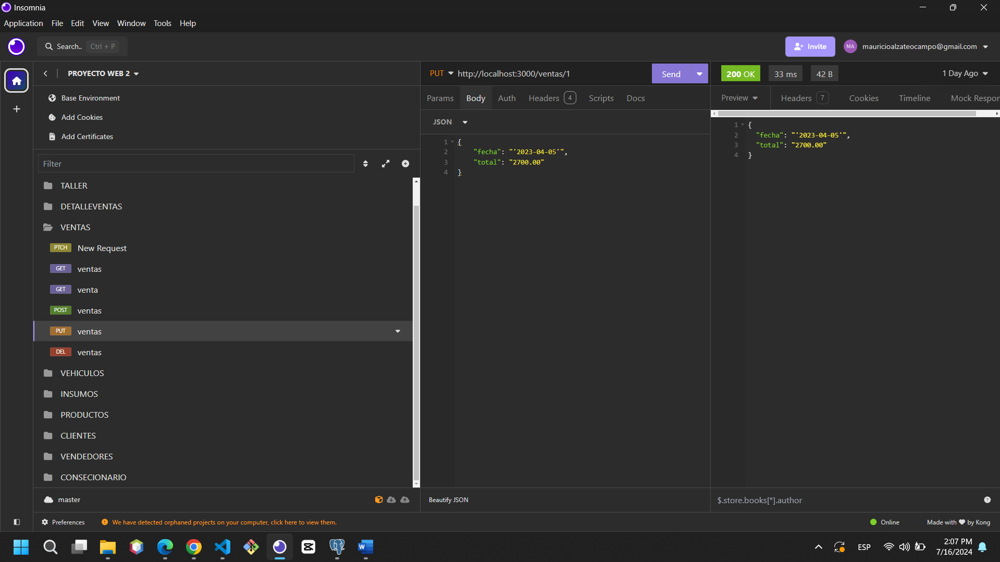 Insomnia
Application File Edit View Window Tools Help
Search.. Ctrl + P
Invite
MA mauricioalzateocampo@gmail.com
PROYECTO WEB 2
Base Environment
Add Cookies
Add Certificates
Filter
TALLER
DETALLEVENTAS
VENTAS
PTCH New Request
GET ventas
GET venta
POST ventas
PUT ventas
DEL ventas
VEHICULOS
INSUMOS
PRODUCTOS
CLIENTES
VENDEDORES
CONSECIONARIO
master
PUT http://localhost:3000/ventas/1
Send
Params Body Auth Headers 4 Scripts Docs
JSON
1 {
2 "fecha": "'2023-04-05'",
3 "total": "2700.00"
4 }
Beautify JSON
200 OK 33 ms 42 B 1 Day Ago
Preview Headers 7 Cookies Timeline Mock Respor
1 {
2 "fecha": "'2023-04-05'",
3 "total": "2700.00"
4 }
$.store.books[*].author
Preferences
We have detected orphaned projects on your computer, click here to view them.
Online
Made with ❤ by Kong
ESP
2:07 PM
7/16/2024